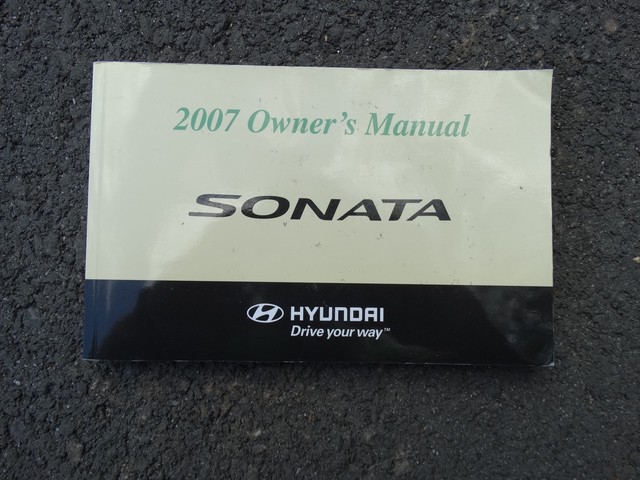 2007 Owner's Manual
SONATA
HYUNDAI
Drive your way™